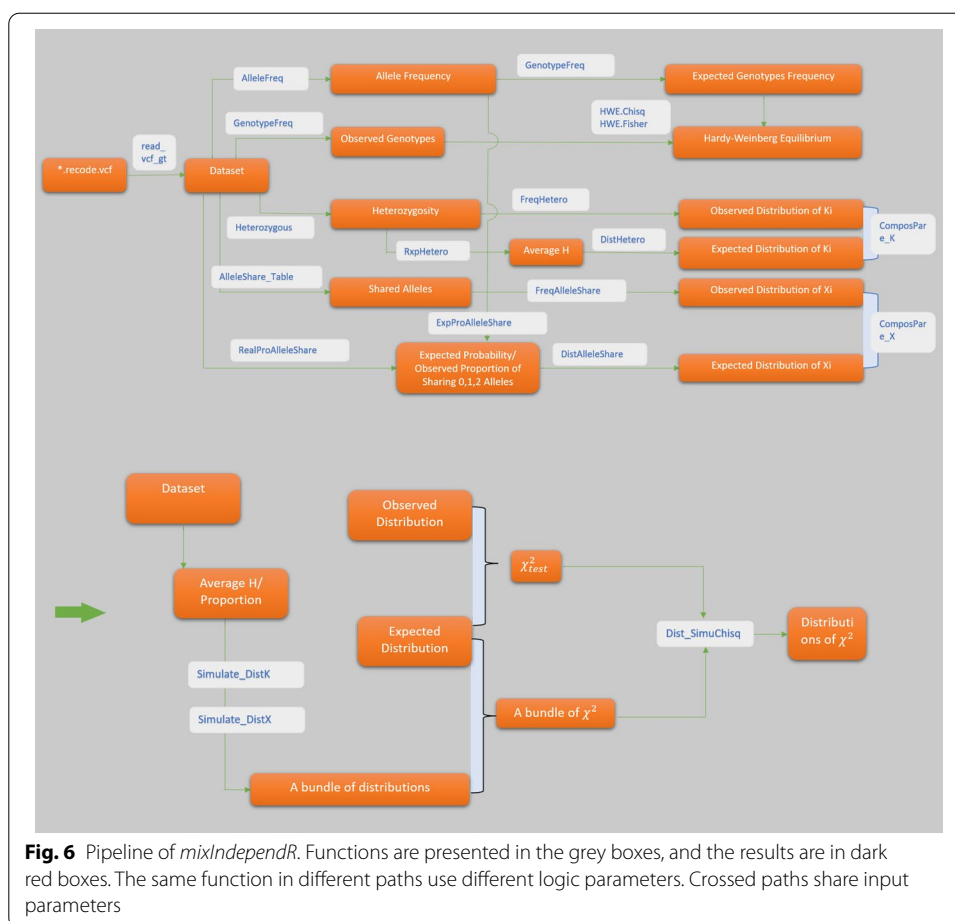 AlleleFreq
Allele Frequency
GenotypeFreq
Expected Genotypes Frequency
GenotypeFreq
Observed Genotypes
HWE.Chisq
HWE.Fisher
Hardy-Weinberg Equilibrium
*.recode.vcf
read_
vcf_gt
Dataset
Heterozygous
Heterozygosity
FreqHetero
Observed Distribution of Ki
RxpHetero
Average H
DistHetero
Expected Distribution of Ki
ComposPar
e_K
AlleleShare_Table
Shared Alleles
FreqAlleleShare
Observed Distribution of Xi
ExpProAlleleShare
RealProAlleleShare
Expected Probability/
Observed Proportion of
Sharing 0,1,2 Alleles
DistAlleleShare
Expected Distribution of Xi
ComposPar
e_X
Dataset
Average H/
Proportion
Simulate_DistK
Simulate_DistX
A bundle of distributions
Observed
Distribution
Expected
Distribution
χ²test
A bundle of χ²
Dist_SimuChisq
Distributi
ons of χ²
Fig. 6 Pipeline of mixIndependR. Functions are presented in the grey boxes, and the results are in dark
red boxes. The same function in different paths use different logic parameters. Crossed paths share input
parameters